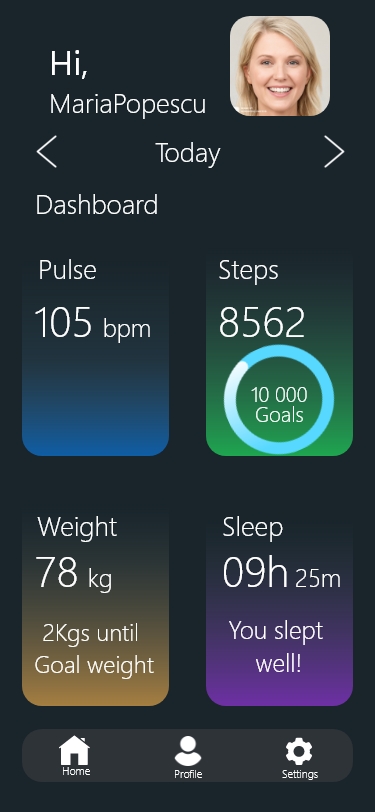 Hi,
MariaPopescu
Today
Dashboard
Pulse
105 bpm
Steps
8562
10 000
Goals
Weight
78 kg
2Kgs until
Goal weight
Sleep
09h 25m
You slept
well!
Home
Profile
Settings